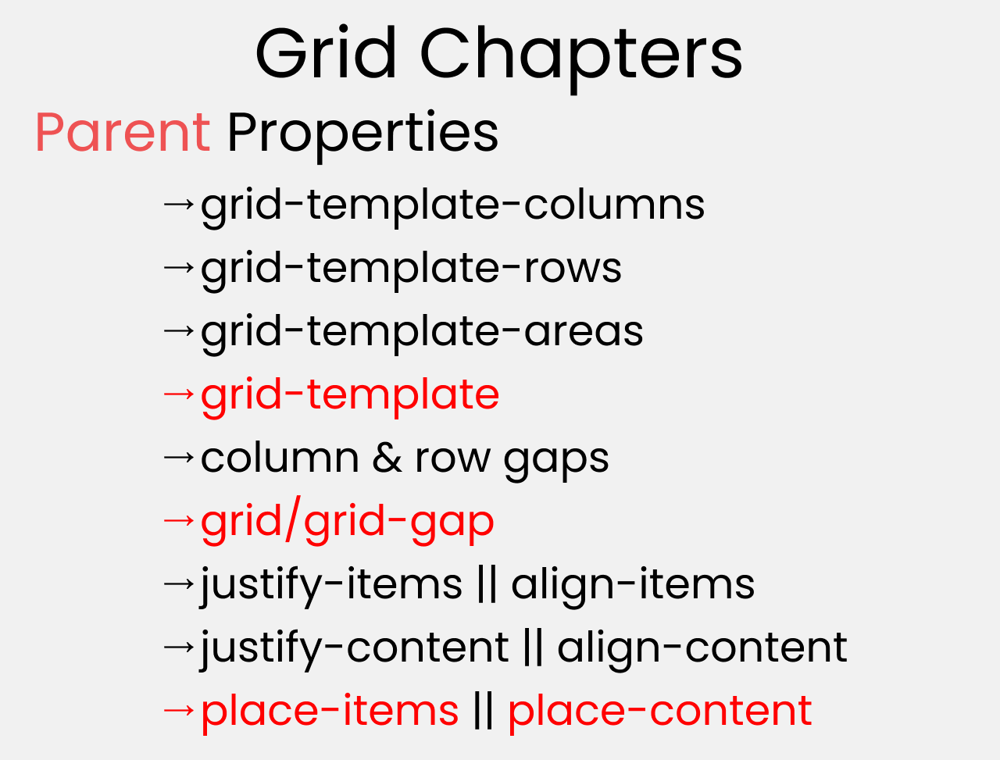 Grid Chapters
Parent Properties
→grid-template-columns
→grid-template-rows
→grid-template-areas
→grid-template
→column & row gaps
→grid/grid-gap
→justify-items || align-items
→justify-content || align-content
→place-items || place-content